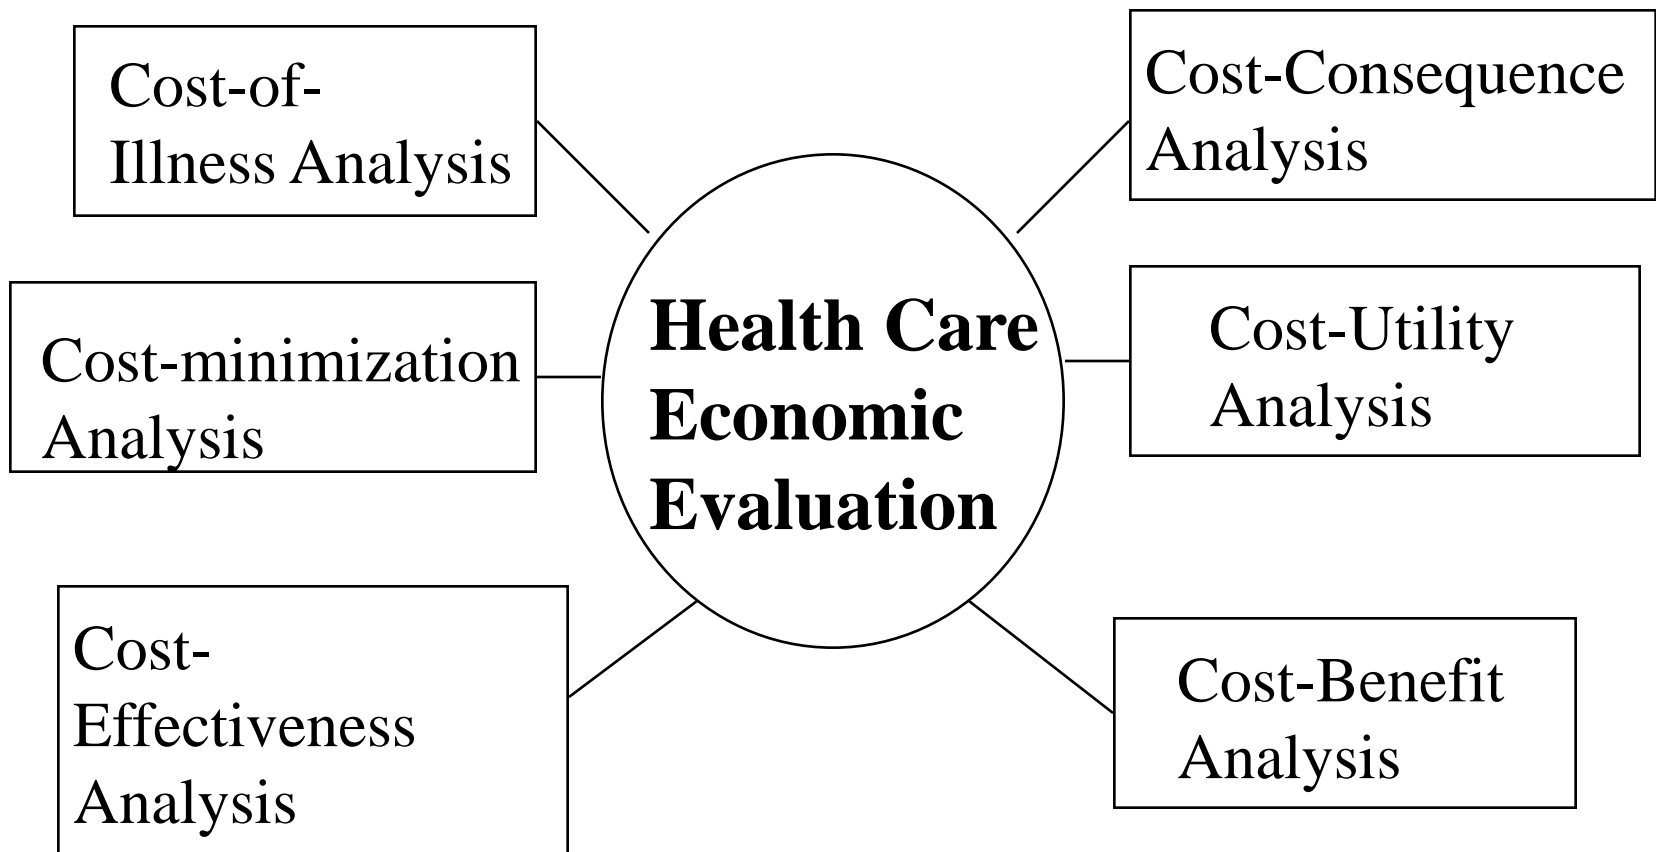 Cost-of-
Illness Analysis
Cost-Consequence
Analysis
Cost-minimization
Analysis
Health Care
Economic
Evaluation
Cost-Utility
Analysis
Cost-
Effectiveness
Analysis
Cost-Benefit
Analysis